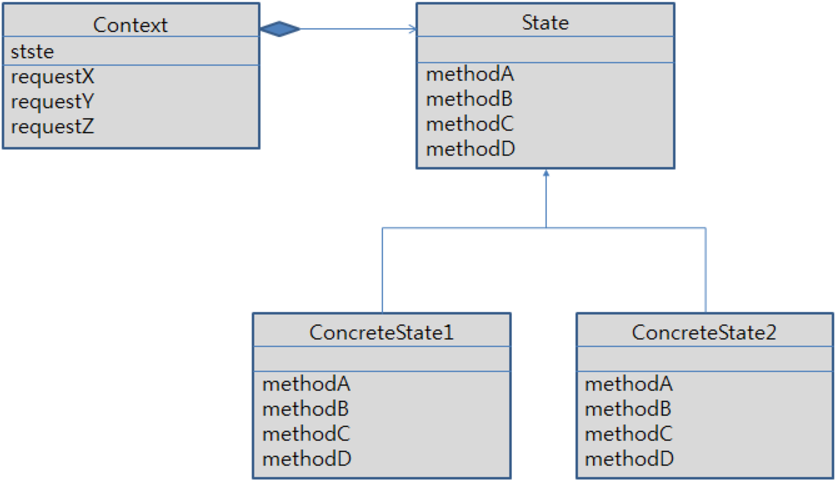 Context
stste
requestX
requestY
requestZ
State
methodA
methodB
methodC
methodD
ConcreteState1
methodA
methodB
methodC
methodD
ConcreteState2
methodA
methodB
methodC
methodD